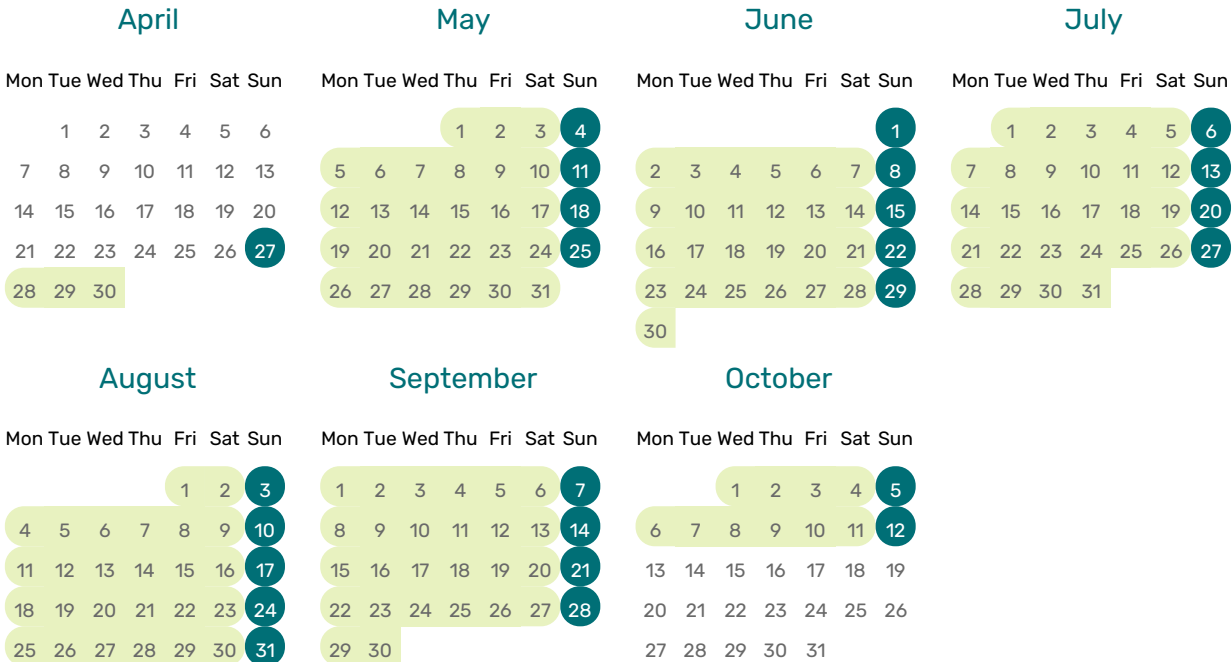 April May June July
Mon Tue Wed Thu Fri Sat Sun Mon Tue Wed Thu Fri Sat Sun Mon Tue Wed Thu Fri Sat Sun Mon Tue Wed Thu Fri Sat Sun
1 2 3 4 5 6 1 2 3 4 1 1 2 3 4 5 6
7 8 9 10 11 12 13 5 6 7 8 9 10 11 2 3 4 5 6 7 8 7 8 9 10 11 12 13
14 15 16 17 18 19 20 12 13 14 15 16 17 18 9 10 11 12 13 14 15 14 15 16 17 18 19 20
21 22 23 24 25 26 27 19 20 21 22 23 24 25 16 17 18 19 20 21 22 21 22 23 24 25 26 27
28 29 30 26 27 28 29 30 31 23 24 25 26 27 28 29 28 29 30 31
30
August September October
Mon Tue Wed Thu Fri Sat Sun Mon Tue Wed Thu Fri Sat Sun Mon Tue Wed Thu Fri Sat Sun
1 2 3 1 2 3 4 5 6 7 1 2 3 4 5
4 5 6 7 8 9 10 8 9 10 11 12 13 14 6 7 8 9 10 11 12
11 12 13 14 15 16 17 15 16 17 18 19 20 21 13 14 15 16 17 18 19
18 19 20 21 22 23 24 22 23 24 25 26 27 28 20 21 22 23 24 25 26
25 26 27 28 29 30 31 29 30 27 28 29 30 31